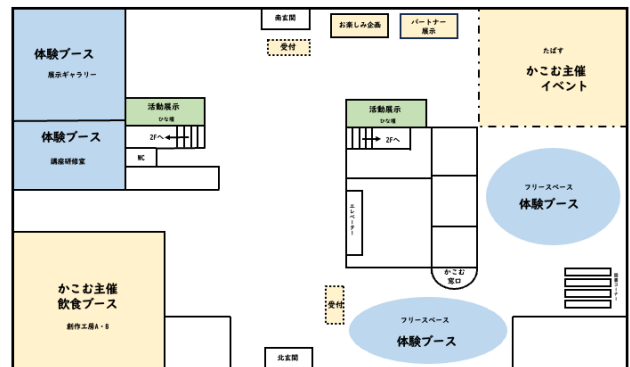 南玄関
受付
お楽しみ企画
パートナー
展示
体験ブース
展示ギャラリー
たばす
かこむ主催
イベント
活動展示
ひな壇
2Fへ
体験ブース
講座研修室
WC
活動展示
ひな壇
2Fへ
フリースペース
体験ブース
エレベーター
かこむ
窓口
かこむ主催
飲食ブース
創作工房A・B
受付
フリースペース
体験ブース
北玄関